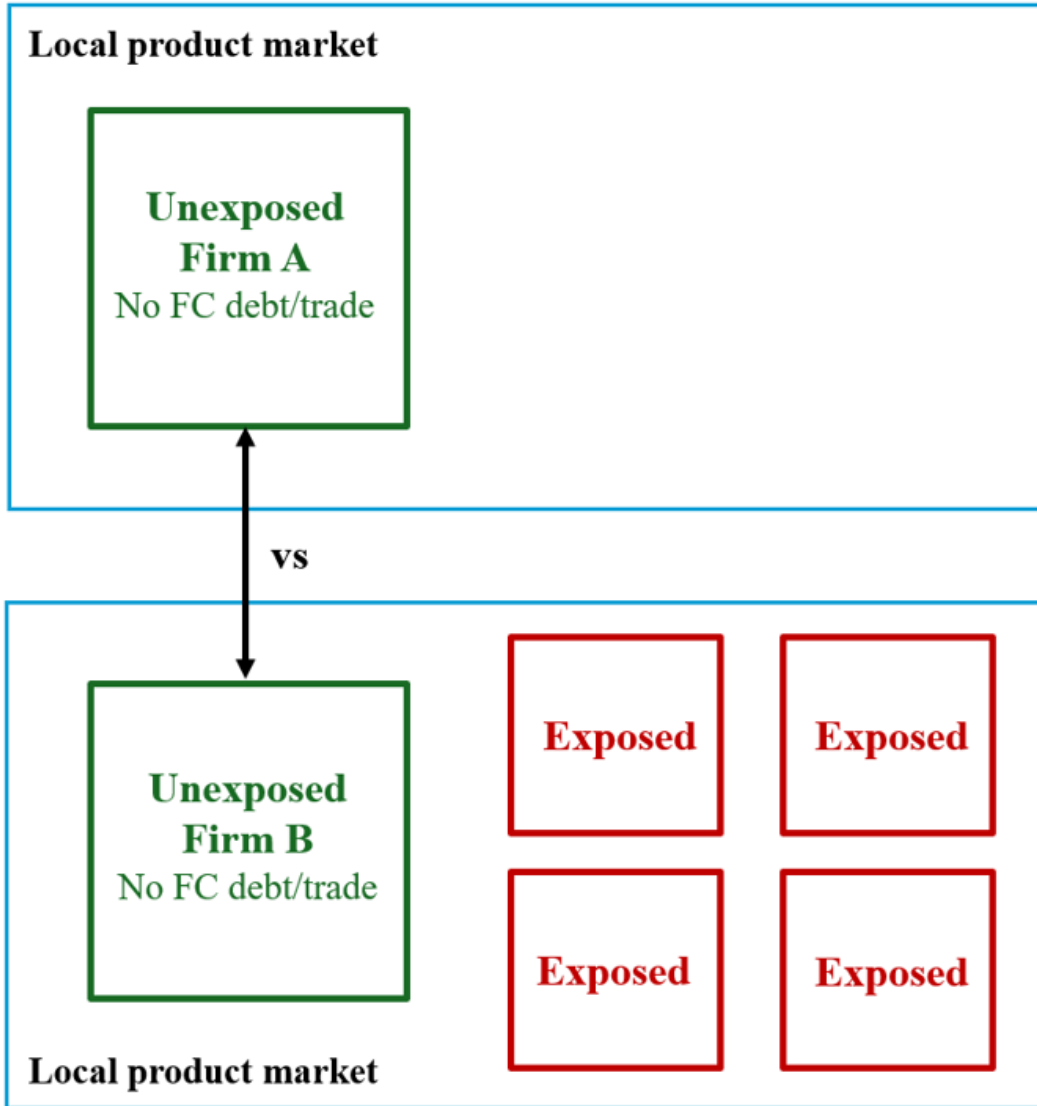 Local product market
Unexposed
Firm A
No FC debt/trade
vs
Unexposed
Firm B
No FC debt/trade
Exposed
Exposed
Exposed
Exposed
Local product market